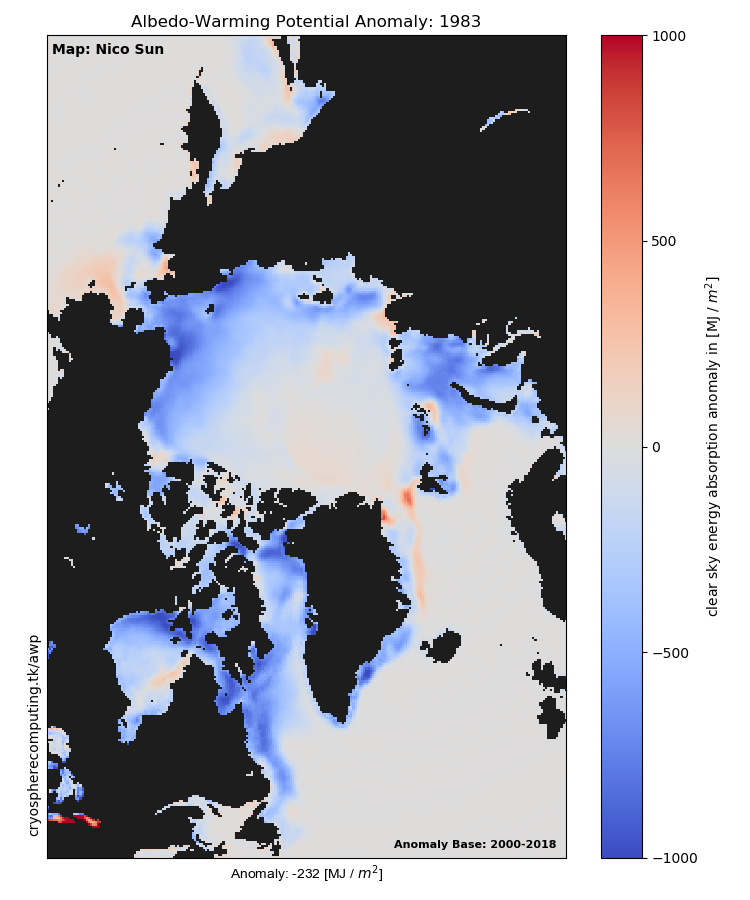 Albedo-Warming Potential Anomaly: 1983
Map: Nico Sun
1000
500
0
−500
−1000
clear sky energy absorption anomaly in [MJ / m²]
cryospherecomputing.tk/awp
Anomaly Base: 2000-2018
Anomaly: -232 [MJ / m²]